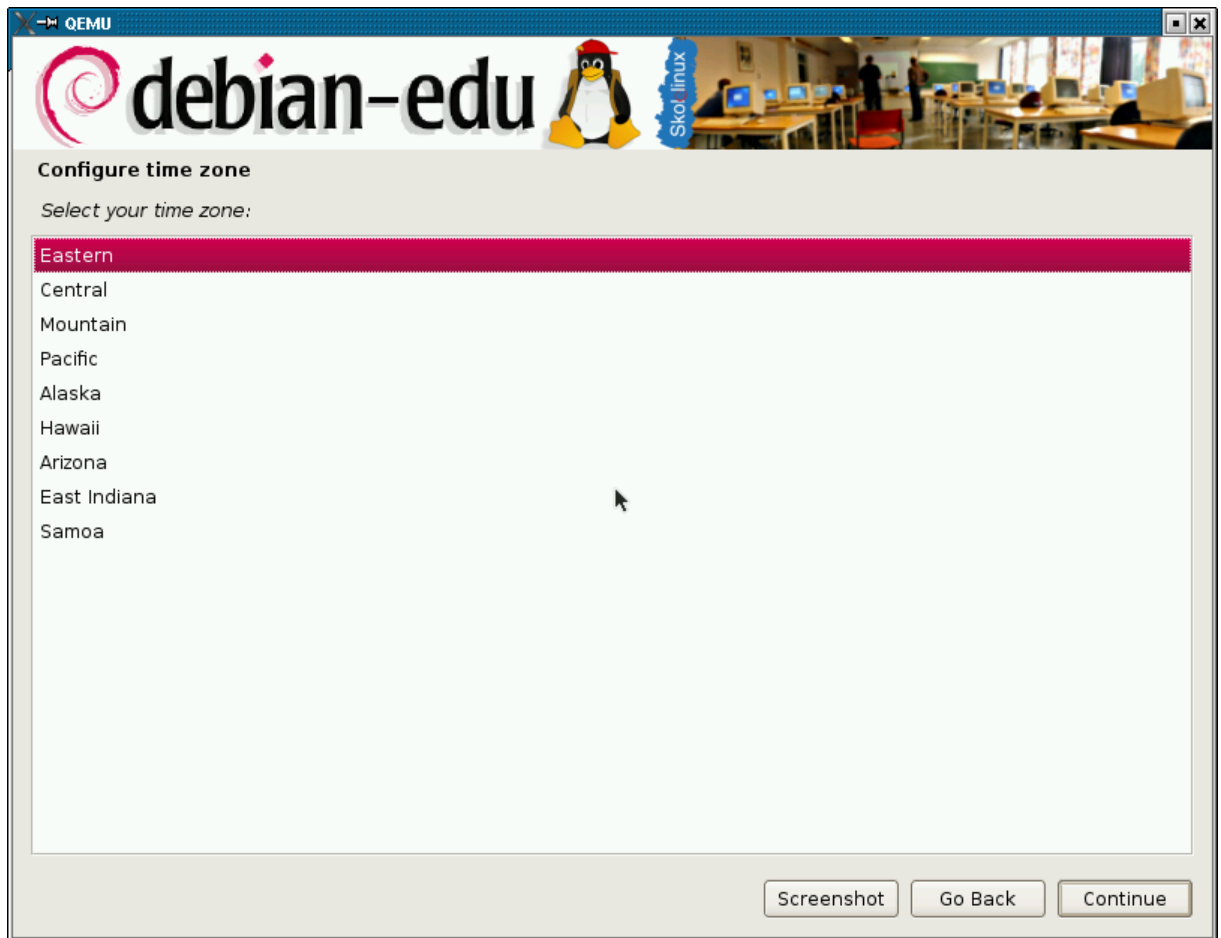 QEMU
debian-edu
Skolelinux
Configure time zone
Select your time zone:
Eastern
Central
Mountain
Pacific
Alaska
Hawaii
Arizona
East Indiana
Samoa
Screenshot
Go Back
Continue